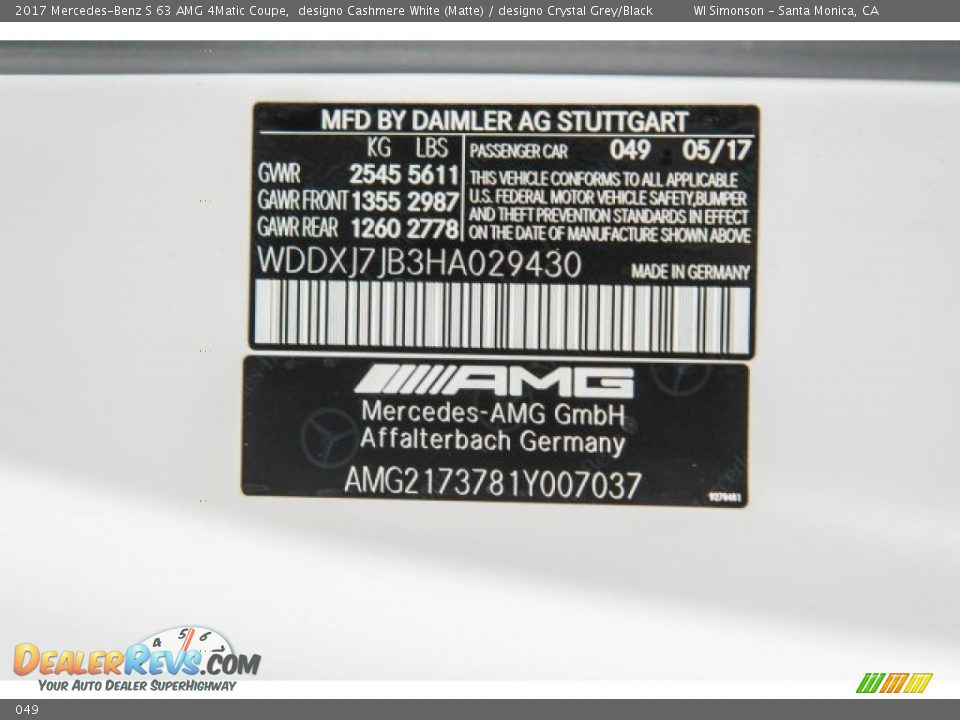 2017 Mercedes-Benz S 63 AMG 4Matic Coupe, designo Cashmere White (Matte) / designo Crystal Grey/Black WI Simonson - Santa Monica, CA
MFD BY DAIMLER AG STUTTGART
KG LBS
GWR 2545 5611
GAWR FRONT 1355 2987
GAWR REAR 1260 2778
PASSENGER CAR 049 05/17
THIS VEHICLE CONFORMS TO ALL APPLICABLE
U.S. FEDERAL MOTOR VEHICLE SAFETY,BUMPER
AND THEFT PREVENTION STANDARDS IN EFFECT
ON THE DATE OF MANUFACTURE SHOWN ABOVE
WDDXJ7JB3HA029430
MADE IN GERMANY
AMG
Mercedes-AMG GmbH
Affalterbach Germany
AMG2173781Y007037
4 5 6
DEALERREVS.COM
YOUR AUTO DEALER SUPERHIGHWAY
049